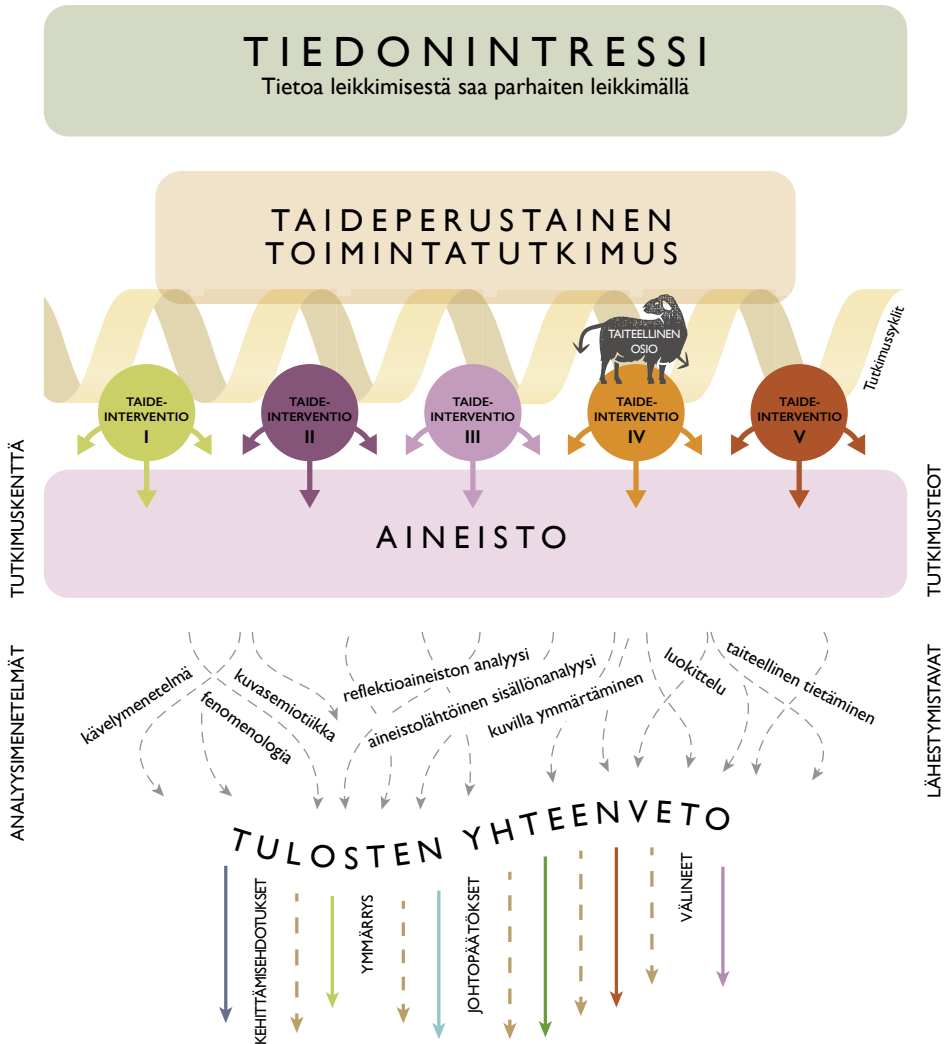 TIEDONINTRESSI
Tietoa leikkimisestä saa parhaiten leikkimällä
TAIDEPERUSTAINEN
TOIMINTATUTKIMUS
TAITEELLINEN
OSIO
Tutkimussyklit
TAIDE-
INTERVENTIO
I
TAIDE-
INTERVENTIO
II
TAIDE-
INTERVENTIO
III
TAIDE-
INTERVENTIO
IV
TAIDE-
INTERVENTIO
V
TUTKIMUSKENTTÄ
TUTKIMUSTEOT
AINEISTO
ANALYYSIMENETELMÄT
LÄHESTYMISTAVAT
kävelymenetelmä
fenomenologia
kuvasemiotiikka
reflektioaineiston analyysi
aineistolähtöinen sisällönanalyysi
kuvilla ymmärtäminen
luokittelu
taiteellinen tietäminen
TULOSTEN YHTEENVETO
KEHITTÄMISEHDOTUKSET
YMMÄRRYS
JOHTOPÄÄTÖKSET
VÄLINEET